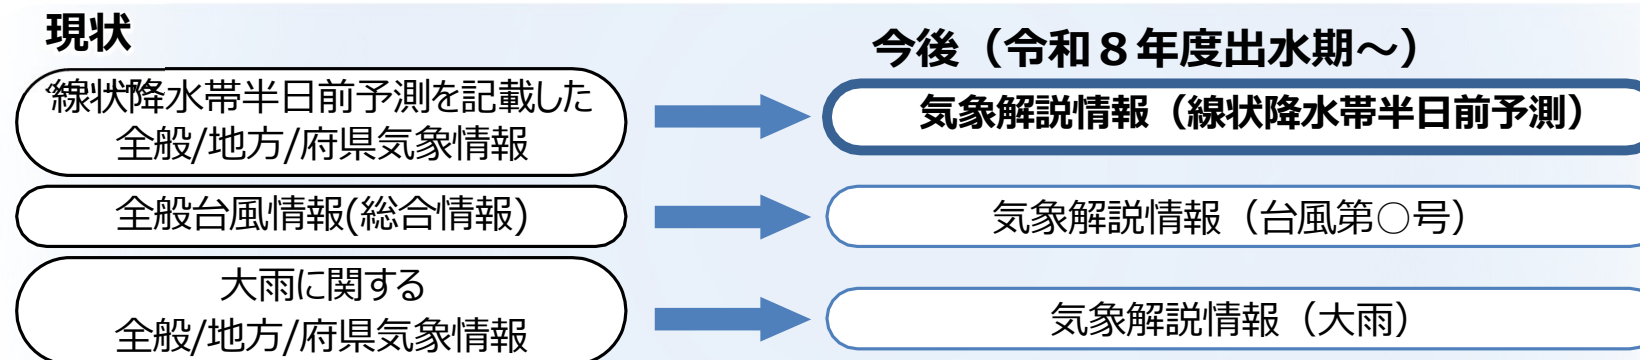 現状
今後（令和８年度出水期～）
線状降水帯半日前予測を記載した
全般/地方/府県気象情報
気象解説情報（線状降水帯半日前予測）
全般台風情報(総合情報)
気象解説情報（台風第○号）
大雨に関する
全般/地方/府県気象情報
気象解説情報（大雨）